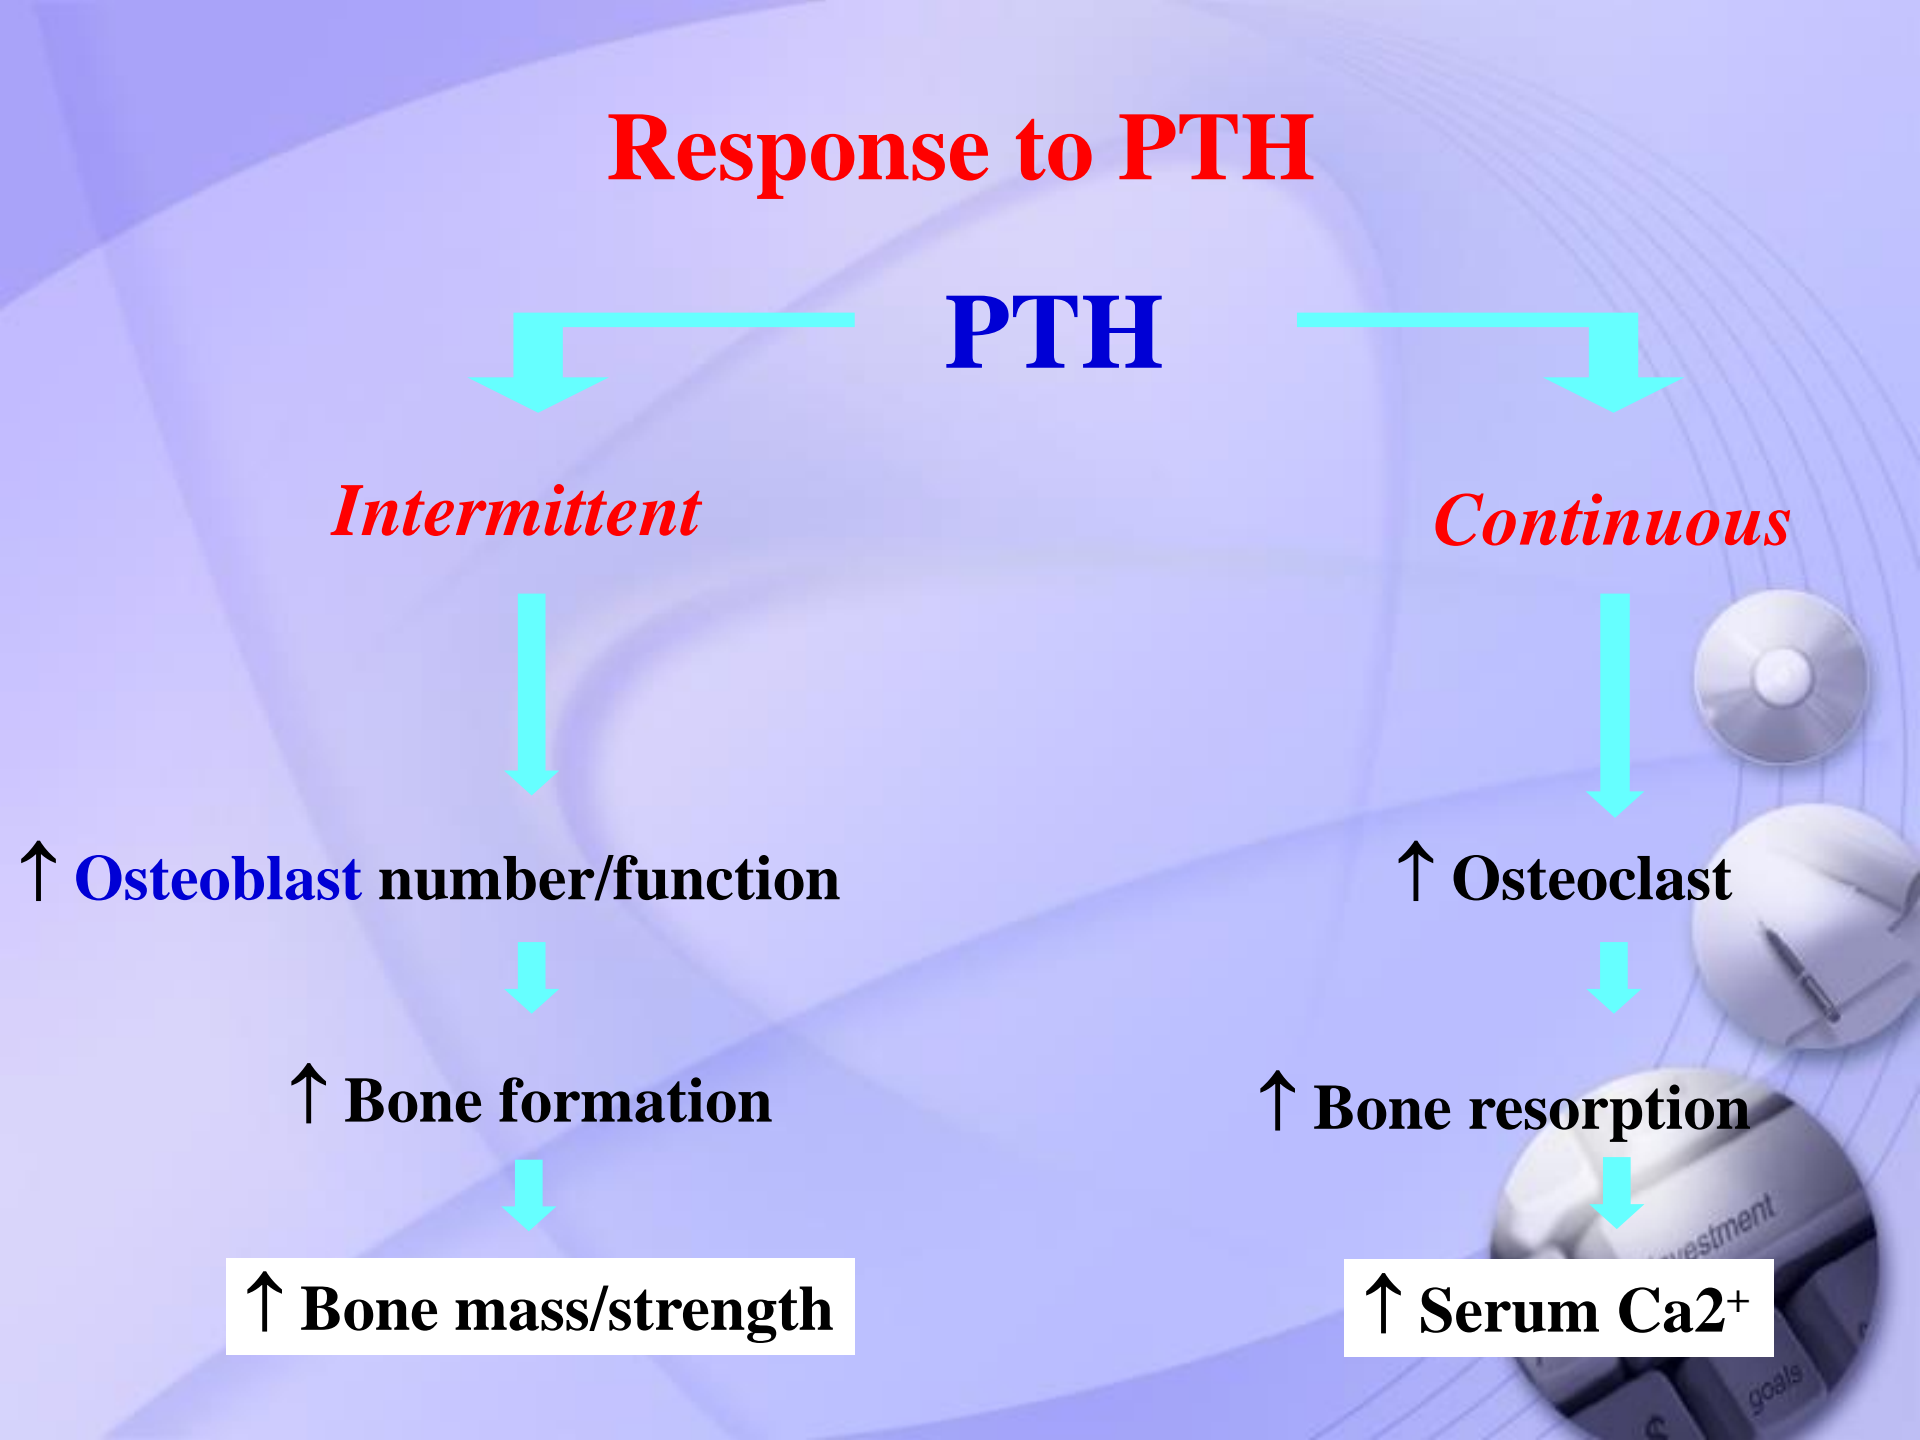 Response to PTH
PTH
Intermittent
Continuous
↑ Osteoblast number/function
↑ Osteoclast
↑ Bone formation
↑ Bone resorption
↑ Bone mass/strength
↑ Serum Ca2⁺
goals
$